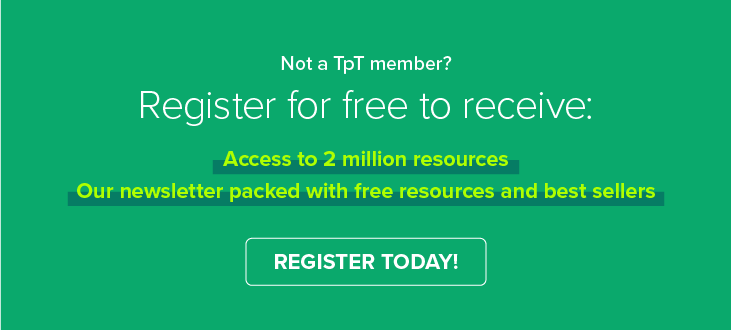 Not a TpT member?
Register for free to receive:
Access to 2 million resources
Our newsletter packed with free resources and best sellers
REGISTER TODAY!